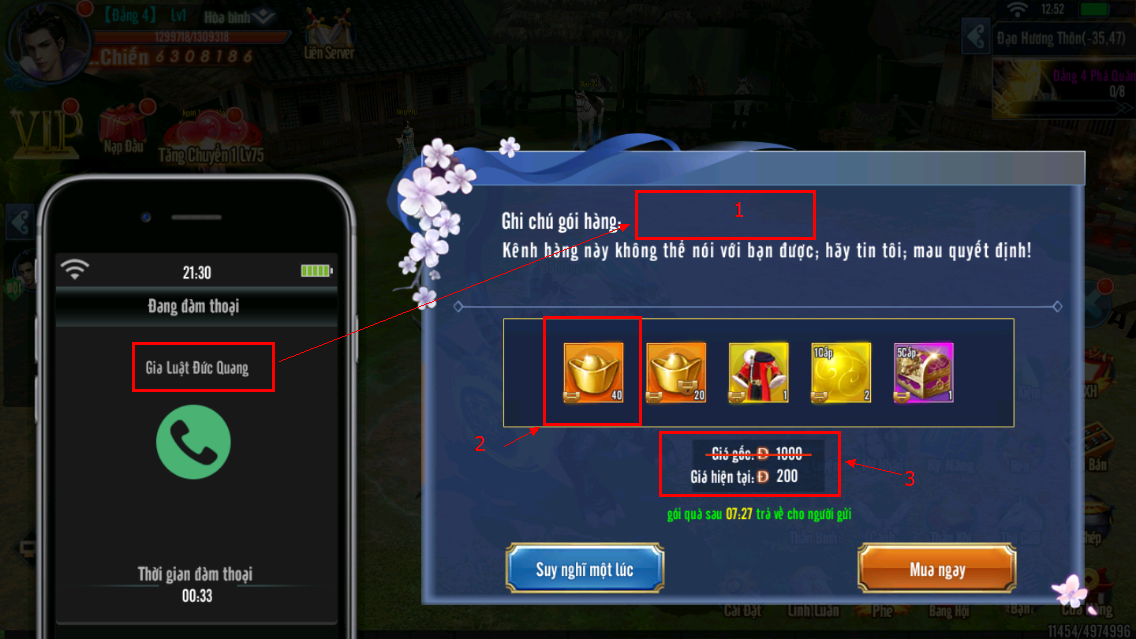 【Đảng 4】 Lv1 Hòa bình
1299718/1309318
..Chiến 6308186
Liên Server
12:52
Đạo Hương Thôn(-35,47)
Đảng 4 Phá Quân
0/8
VIP
Nạp Đầu
Tăng Chuyển 1 Lv75
21:30
Đang đàm thoại
Gia Luật Đức Quang
Thời gian đàm thoại
00:33
1
Ghi chú gói hàng:
Kênh hàng này không thể nói với bạn được; hãy tin tôi; mau quyết định!
40
20
1
1Cấp
2
5Cấp
1
2
Giá gốc: Đ 1000
Giá hiện tại: Đ 200
3
gói quà sau 07:27 trả về cho người gửi
Suy nghĩ một lúc
Mua ngay
Cài Đặt
Linh Luân
Phe
Bang Hội
11454/4974996